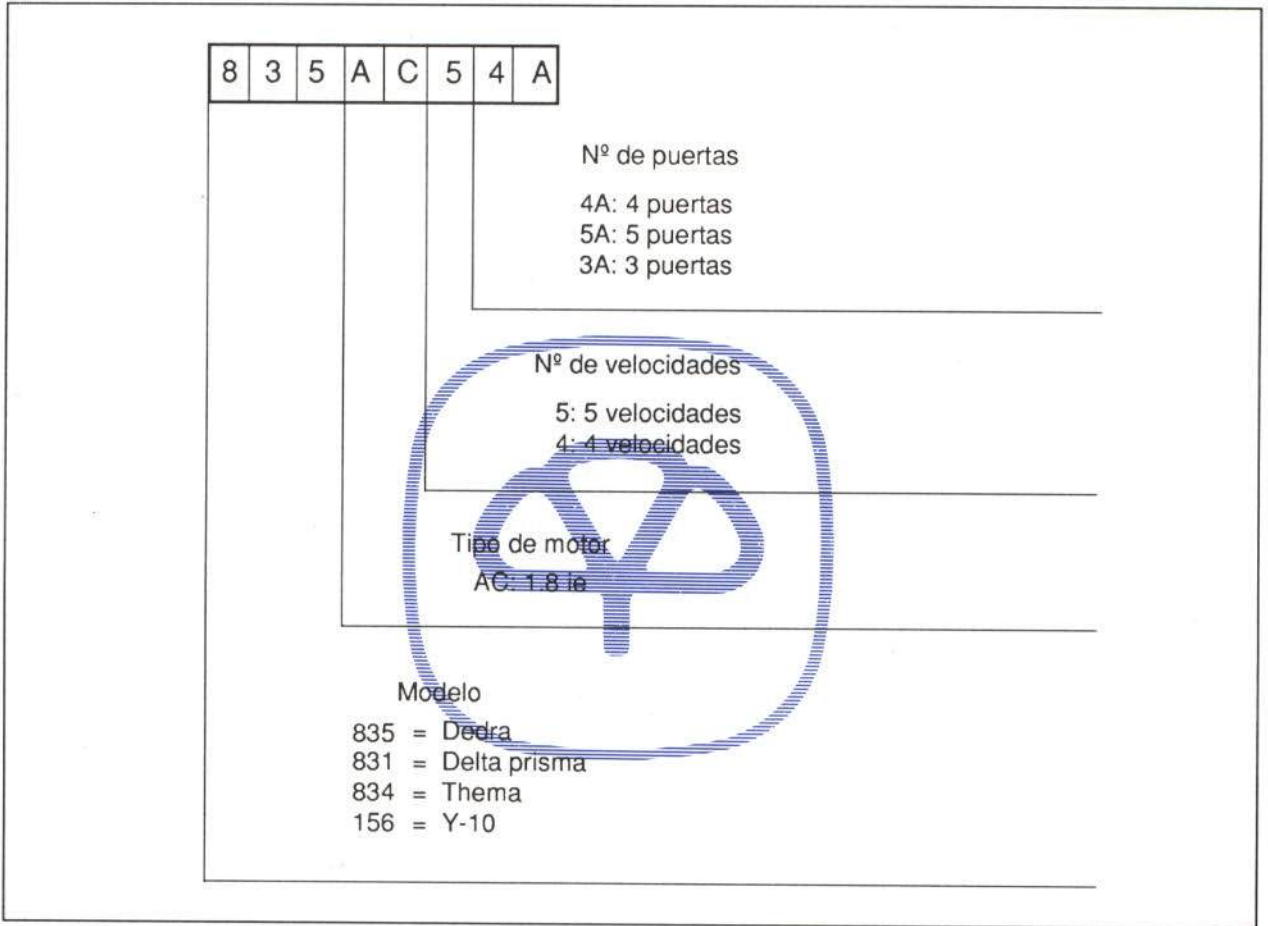 8 3 5 A C 5 4 A
Nº de puertas
4A: 4 puertas
5A: 5 puertas
3A: 3 puertas
Nº de velocidades
5: 5 velocidades
4: 4 velocidades
Tipo de motor
AC: 1.8 ie
Modelo
835 = Dedra
831 = Delta prisma
834 = Thema
156 = Y-10